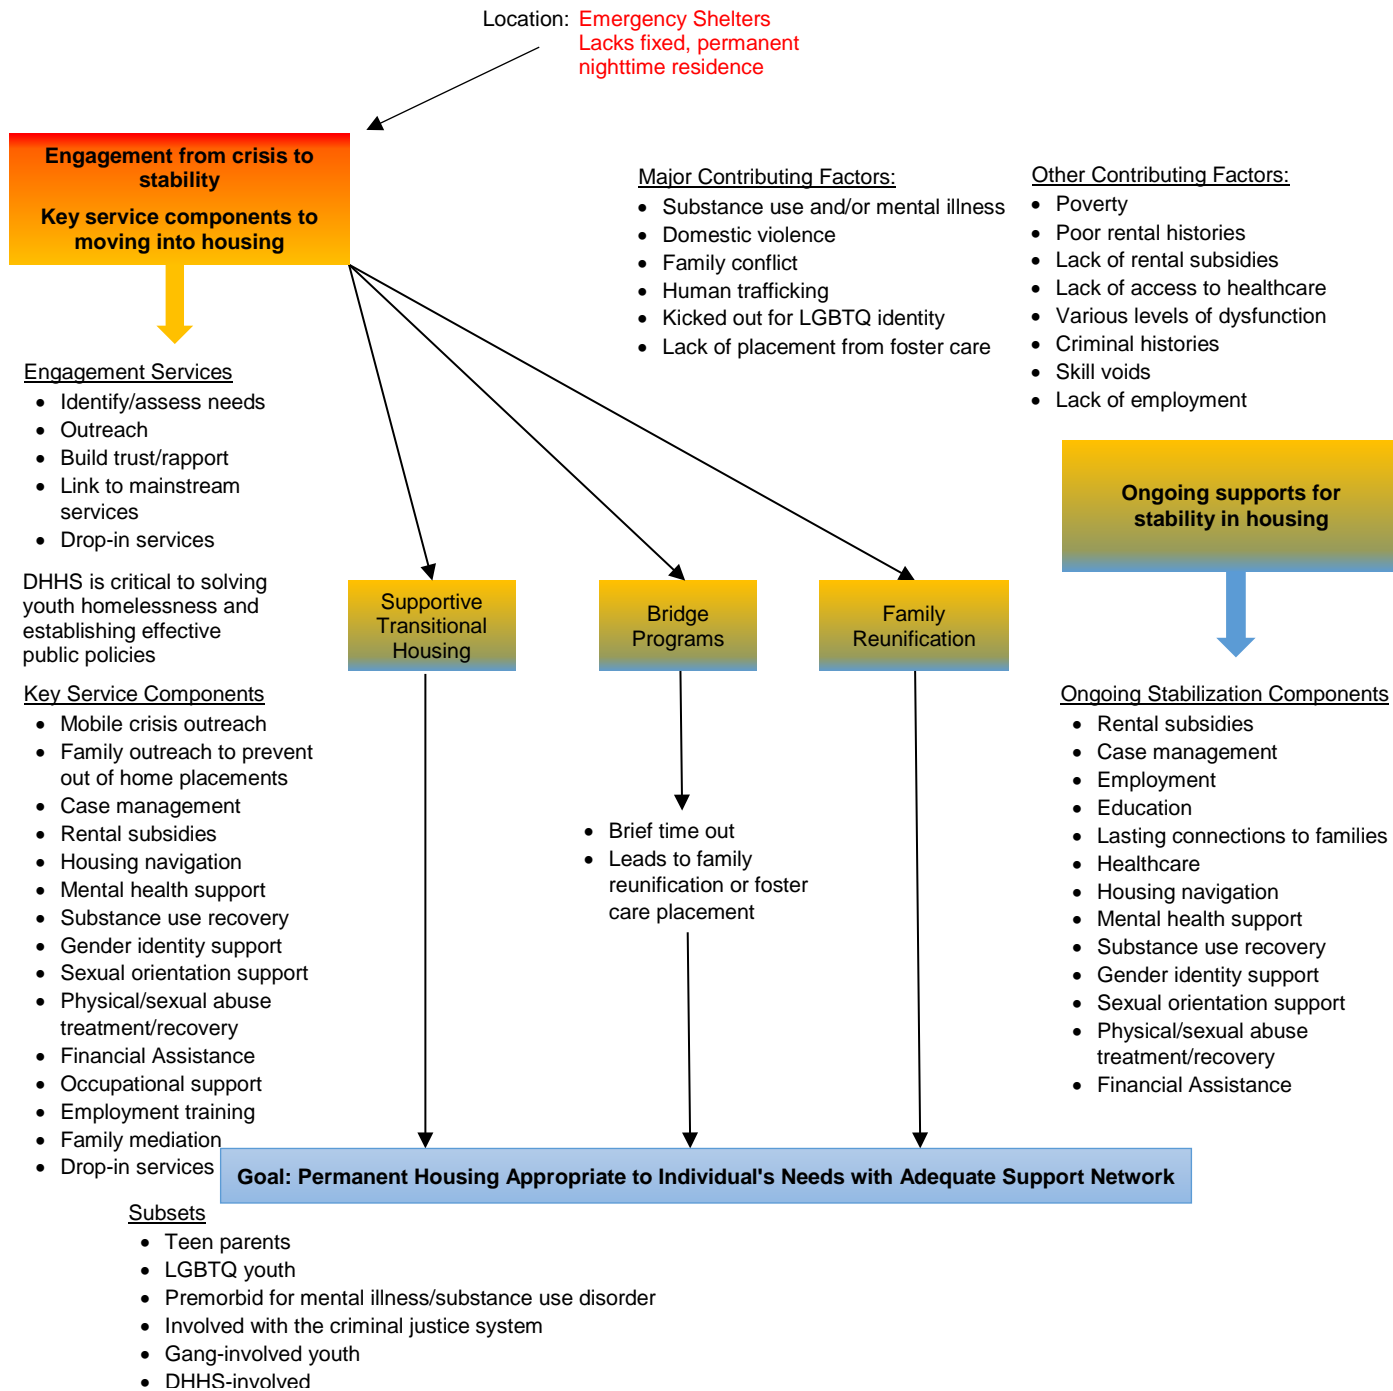 Location: Emergency Shelters
Lacks fixed, permanent
nighttime residence
Engagement from crisis to
stability
Key service components to
moving into housing
Major Contributing Factors:
• Substance use and/or mental illness
• Domestic violence
• Family conflict
• Human trafficking
• Kicked out for LGBTQ identity
• Lack of placement from foster care
Other Contributing Factors:
• Poverty
• Poor rental histories
• Lack of rental subsidies
• Lack of access to healthcare
• Various levels of dysfunction
• Criminal histories
• Skill voids
• Lack of employment
Engagement Services
• Identify/assess needs
• Outreach
• Build trust/rapport
• Link to mainstream
services
• Drop-in services
DHHS is critical to solving
youth homelessness and
establishing effective
public policies
Key Service Components
• Mobile crisis outreach
• Family outreach to prevent
out of home placements
• Case management
• Rental subsidies
• Housing navigation
• Mental health support
• Substance use recovery
• Gender identity support
• Sexual orientation support
• Physical/sexual abuse
treatment/recovery
• Financial Assistance
• Occupational support
• Employment training
• Family mediation
• Drop-in services
Supportive
Transitional
Housing
Bridge
Programs
Family
Reunification
• Brief time out
• Leads to family
reunification or foster
care placement
Ongoing supports for
stability in housing
Ongoing Stabilization Components
• Rental subsidies
• Case management
• Employment
• Education
• Lasting connections to families
• Healthcare
• Housing navigation
• Mental health support
• Substance use recovery
• Gender identity support
• Sexual orientation support
• Physical/sexual abuse
treatment/recovery
• Financial Assistance
Goal: Permanent Housing Appropriate to Individual's Needs with Adequate Support Network
Subsets
• Teen parents
• LGBTQ youth
• Premorbid for mental illness/substance use disorder
• Involved with the criminal justice system
• Gang-involved youth
• DHHS-involved